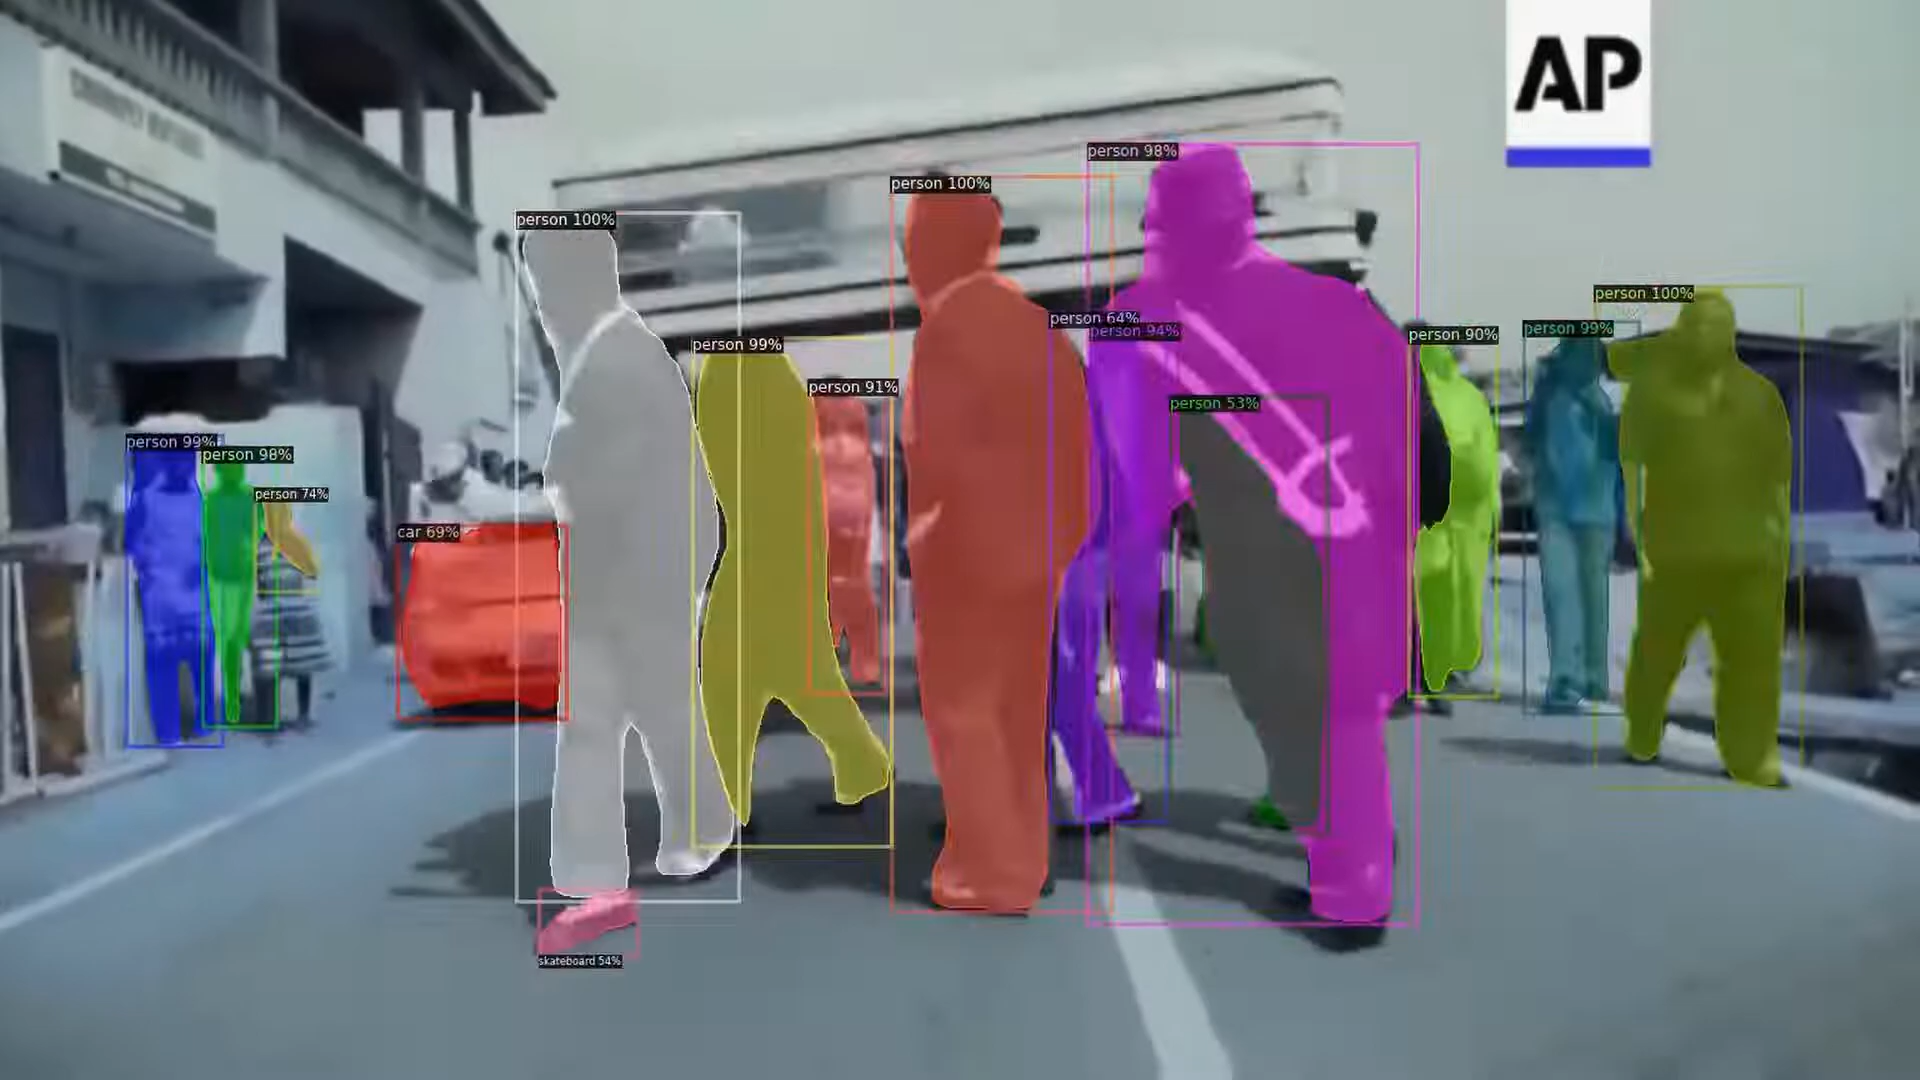 AP
person 98%
person 100%
person 100%
person 100%
person 64%
person 94%
person 99%
person 90%
person 99%
person 91%
person 53%
person 99%
person 98%
person 74%
car 69%
skateboard 54%